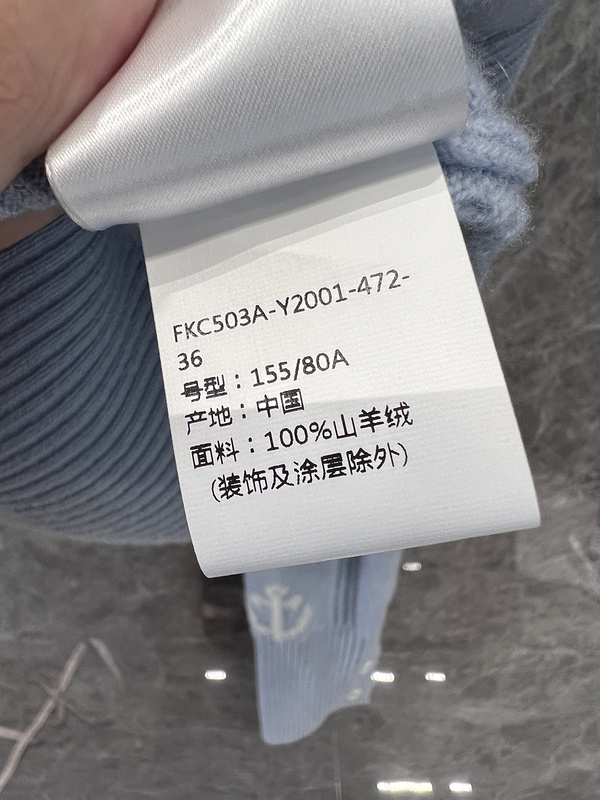 FKC503A-Y2001-472-
36
号型：155/80A
产地：中国
面料：100%山羊绒
(装饰及涂层除外)